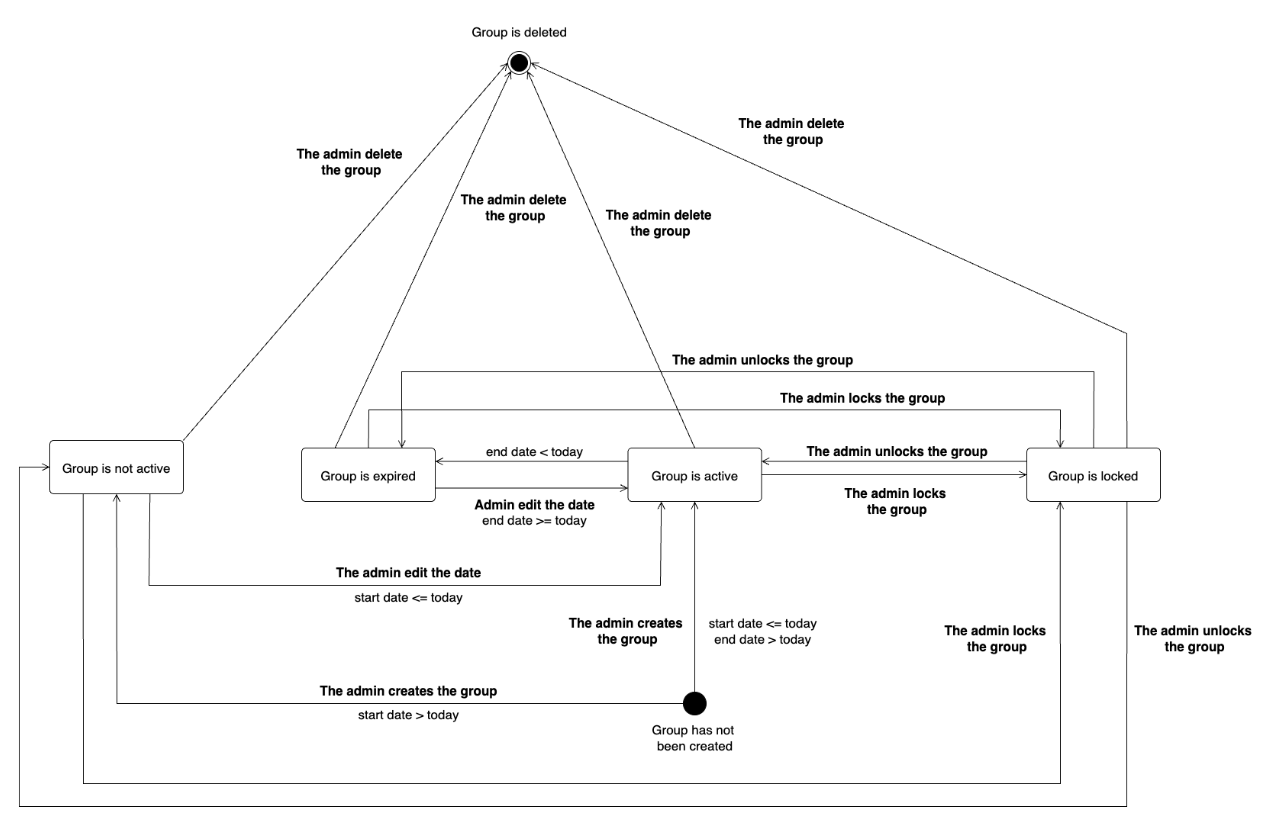 Group is deleted
The admin delete
the group
The admin delete
the group
The admin delete
the group
The admin delete
the group
The admin unlocks the group
The admin locks the group
Group is not active
Group is expired
end date < today
Admin edit the date
end date >= today
Group is active
The admin unlocks the group
The admin locks
the group
Group is locked
The admin edit the date
start date <= today
The admin creates
the group
start date <= today
end date > today
The admin locks
the group
The admin unlocks
the group
The admin creates the group
start date > today
Group has not
been created